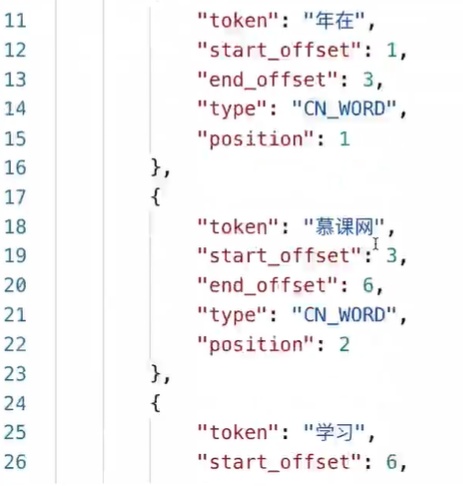 11 "token": "年在",
12 "start_offset": 1,
13 "end_offset": 3,
14 "type": "CN_WORD",
15 "position": 1
16 },
17 {
18 "token": "慕课网",
19 "start_offset": 3,
20 "end_offset": 6,
21 "type": "CN_WORD",
22 "position": 2
23 },
24 {
25 "token": "学习",
26 "start_offset": 6,